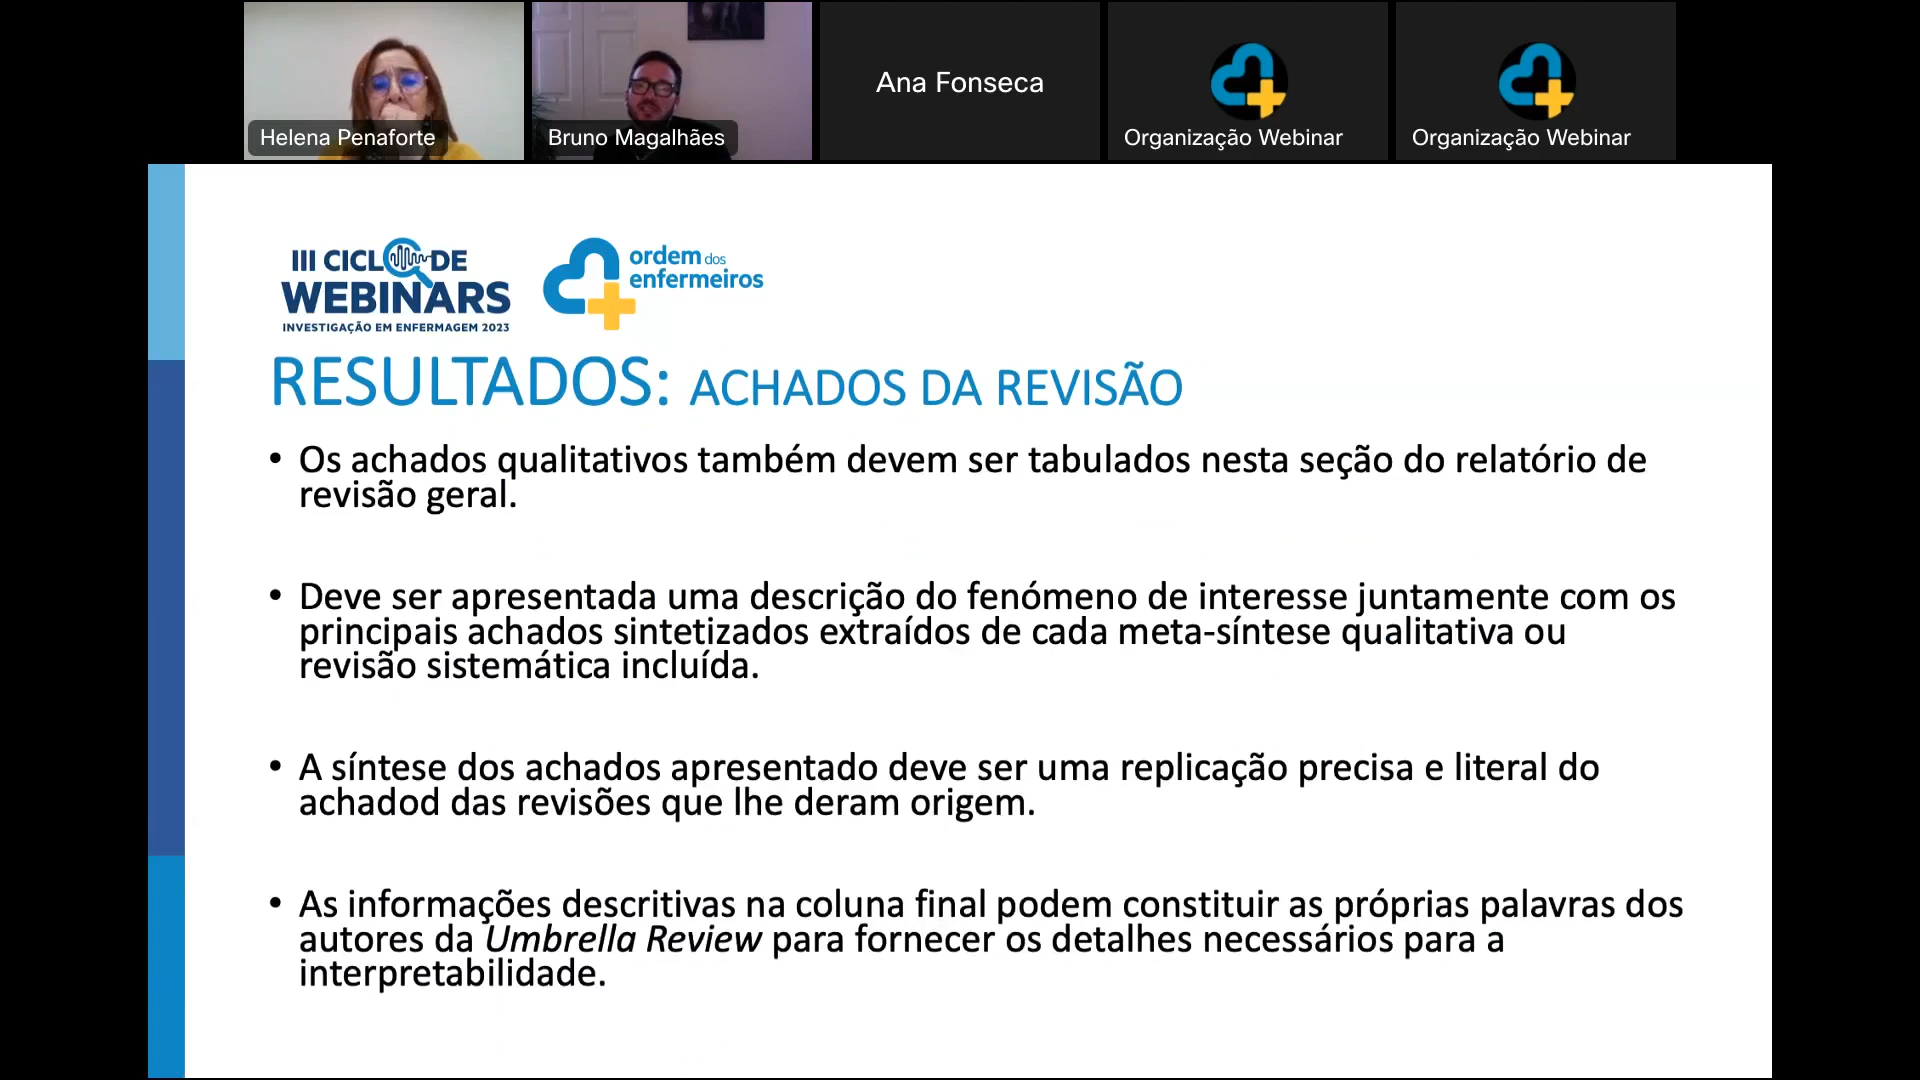 Helena Penaforte
Bruno Magalhães
Ana Fonseca
Organização Webinar
Organização Webinar
III CICLO DE
WEBINARS
INVESTIGAÇÃO EM ENFERMAGEM 2023
ordem dos
enfermeiros
RESULTADOS: ACHADOS DA REVISÃO
• Os achados qualitativos também devem ser tabulados nesta seção do relatório de
revisão geral.
• Deve ser apresentada uma descrição do fenómeno de interesse juntamente com os
principais achados sintetizados extraídos de cada meta-síntese qualitativa ou
revisão sistemática incluída.
• A síntese dos achados apresentado deve ser uma replicação precisa e literal do
achadod das revisões que lhe deram origem.
• As informações descritivas na coluna final podem constituir as próprias palavras dos
autores da Umbrella Review para fornecer os detalhes necessários para a
interpretabilidade.